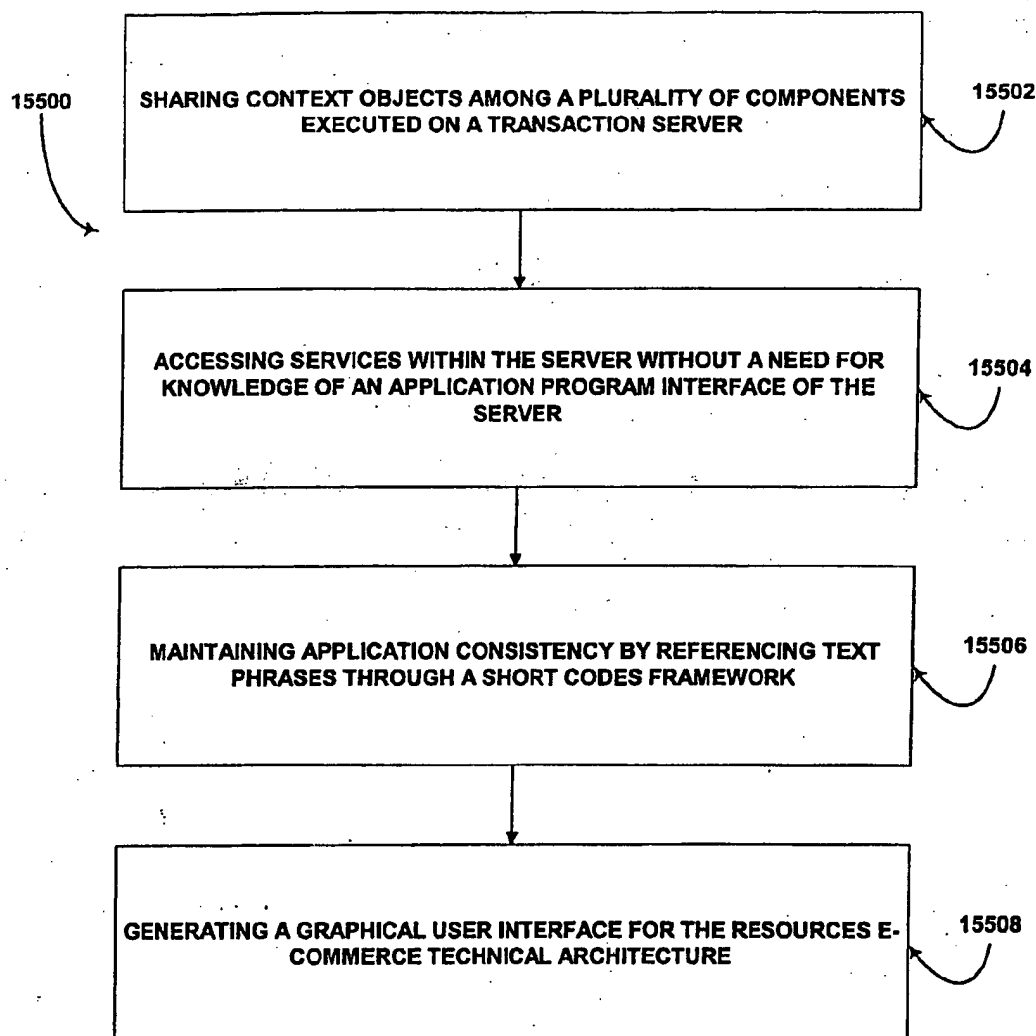 15500
SHARING CONTEXT OBJECTS AMONG A PLURALITY OF COMPONENTS
EXECUTED ON A TRANSACTION SERVER
15502
ACCESSING SERVICES WITHIN THE SERVER WITHOUT A NEED FOR
KNOWLEDGE OF AN APPLICATION PROGRAM INTERFACE OF THE
SERVER
15504
MAINTAINING APPLICATION CONSISTENCY BY REFERENCING TEXT
PHRASES THROUGH A SHORT CODES FRAMEWORK
15506
GENERATING A GRAPHICAL USER INTERFACE FOR THE RESOURCES E-
COMMERCE TECHNICAL ARCHITECTURE
15508